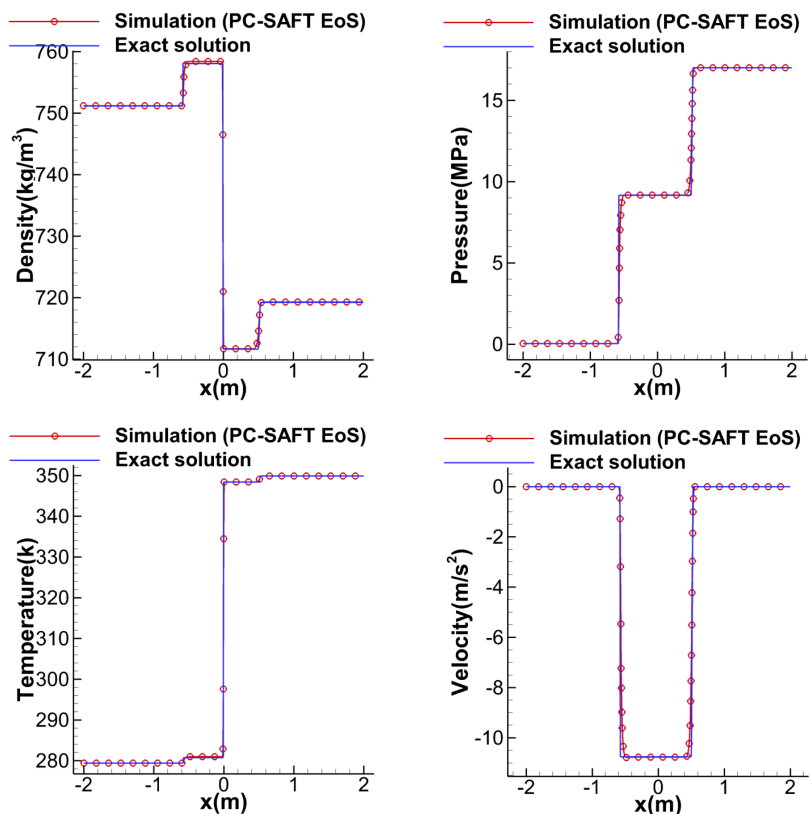 Simulation (PC-SAFT EoS)
Exact solution
760
750
740
730
720
710
-2
-1
0
1
2
Density(kg/m³)
x(m)
Simulation (PC-SAFT EoS)
Exact solution
15
10
5
0
-2
-1
0
1
2
Pressure(MPa)
x(m)
Simulation (PC-SAFT EoS)
Exact solution
350
340
330
320
310
300
290
280
-2
-1
0
1
2
Temperature(k)
x(m)
Simulation (PC-SAFT EoS)
Exact solution
0
-2
-4
-6
-8
-10
-2
-1
0
1
2
Velocity(m/s²)
x(m)